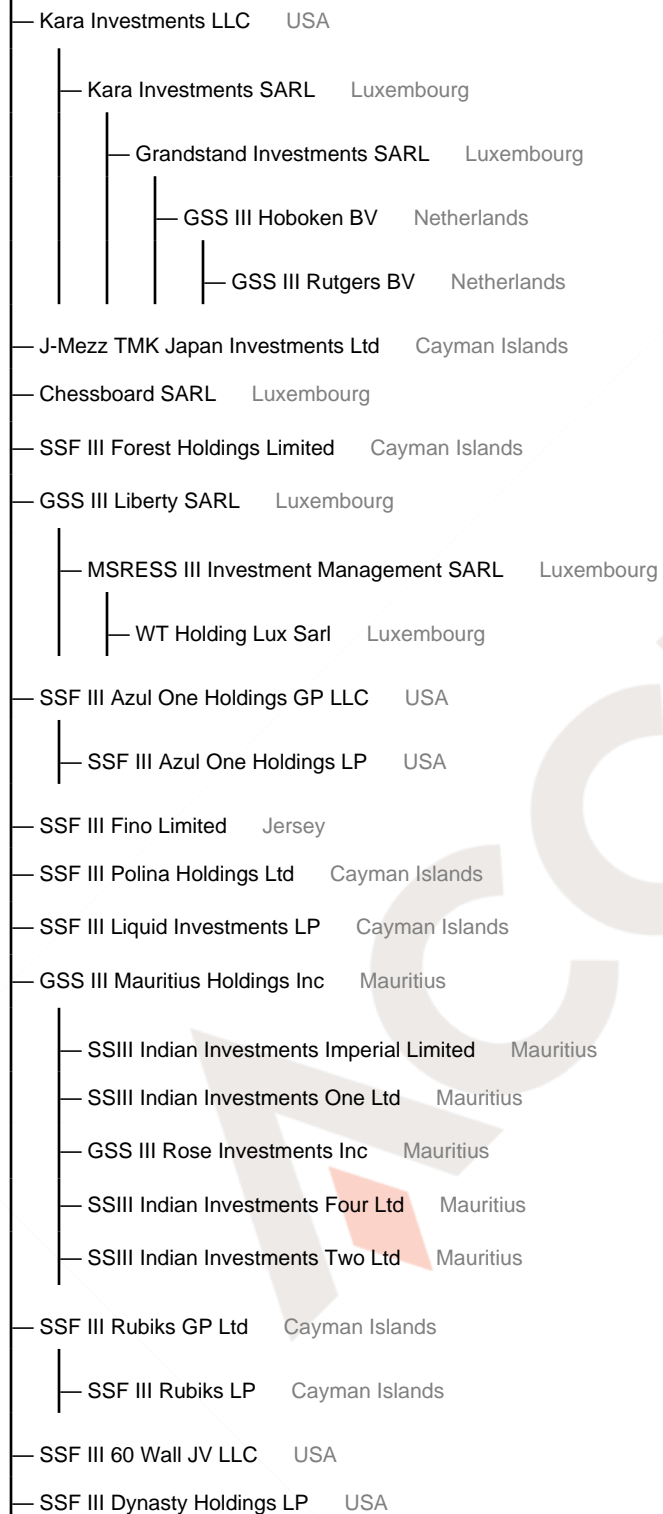 Kara Investments LLC USA
Kara Investments SARL Luxembourg
Grandstand Investments SARL Luxembourg
GSS III Hoboken BV Netherlands
GSS III Rutgers BV Netherlands
J-Mezz TMK Japan Investments Ltd Cayman Islands
Chessboard SARL Luxembourg
SSF III Forest Holdings Limited Cayman Islands
GSS III Liberty SARL Luxembourg
MSRESS III Investment Management SARL Luxembourg
WT Holding Lux Sarl Luxembourg
SSF III Azul One Holdings GP LLC USA
SSF III Azul One Holdings LP USA
SSF III Fino Limited Jersey
SSF III Polina Holdings Ltd Cayman Islands
SSF III Liquid Investments LP Cayman Islands
GSS III Mauritius Holdings Inc Mauritius
SSIII Indian Investments Imperial Limited Mauritius
SSIII Indian Investments One Ltd Mauritius
GSS III Rose Investments Inc Mauritius
SSIII Indian Investments Four Ltd Mauritius
SSIII Indian Investments Two Ltd Mauritius
SSF III Rubiks GP Ltd Cayman Islands
SSF III Rubiks LP Cayman Islands
SSF III 60 Wall JV LLC USA
SSF III Dynasty Holdings LP USA